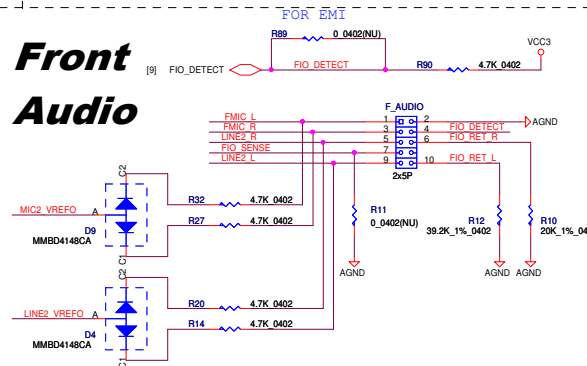 FOR EMI
R89 0_0402(NU)
VCC3
Front
Audio
[9] FIO_DETECT FIO_DETECT R90 4.7K_0402
F_AUDIO
FMIC_L 1 2 AGND
FMIC_R 3 4 FIO_DETECT
LINE2_R 5 6 FIO_RET_R
FIO_SENSE 7
LINE2_L 9 10 FIO_RET_L
2x5P
C2
R32 4.7K_0402
MIC2_VREFO A
R27 4.7K_0402
D9
MMBD4148CA
C1
R11
0_0402(NU)
R12
39.2K_1%_0402
R10
20K_1%_04
AGND AGND AGND
C2
R20 4.7K_0402
LINE2_VREFO A
R14 4.7K_0402
D4
MMBD4148CA
C1